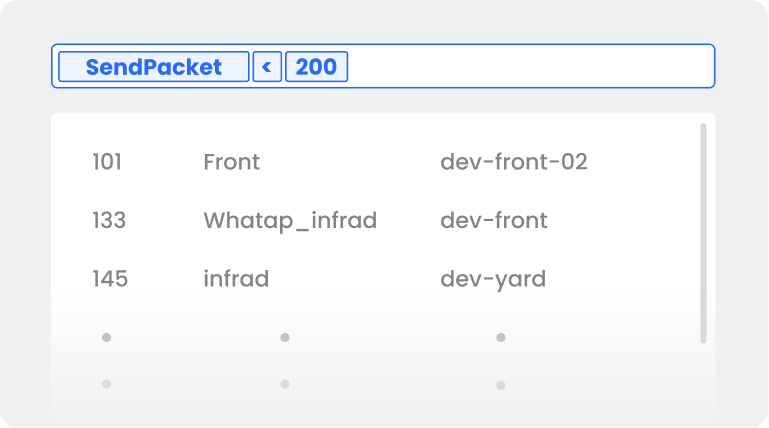 SendPacket < 200
101 Front dev-front-02
133 Whatap_infrad dev-front
145 infrad dev-yard